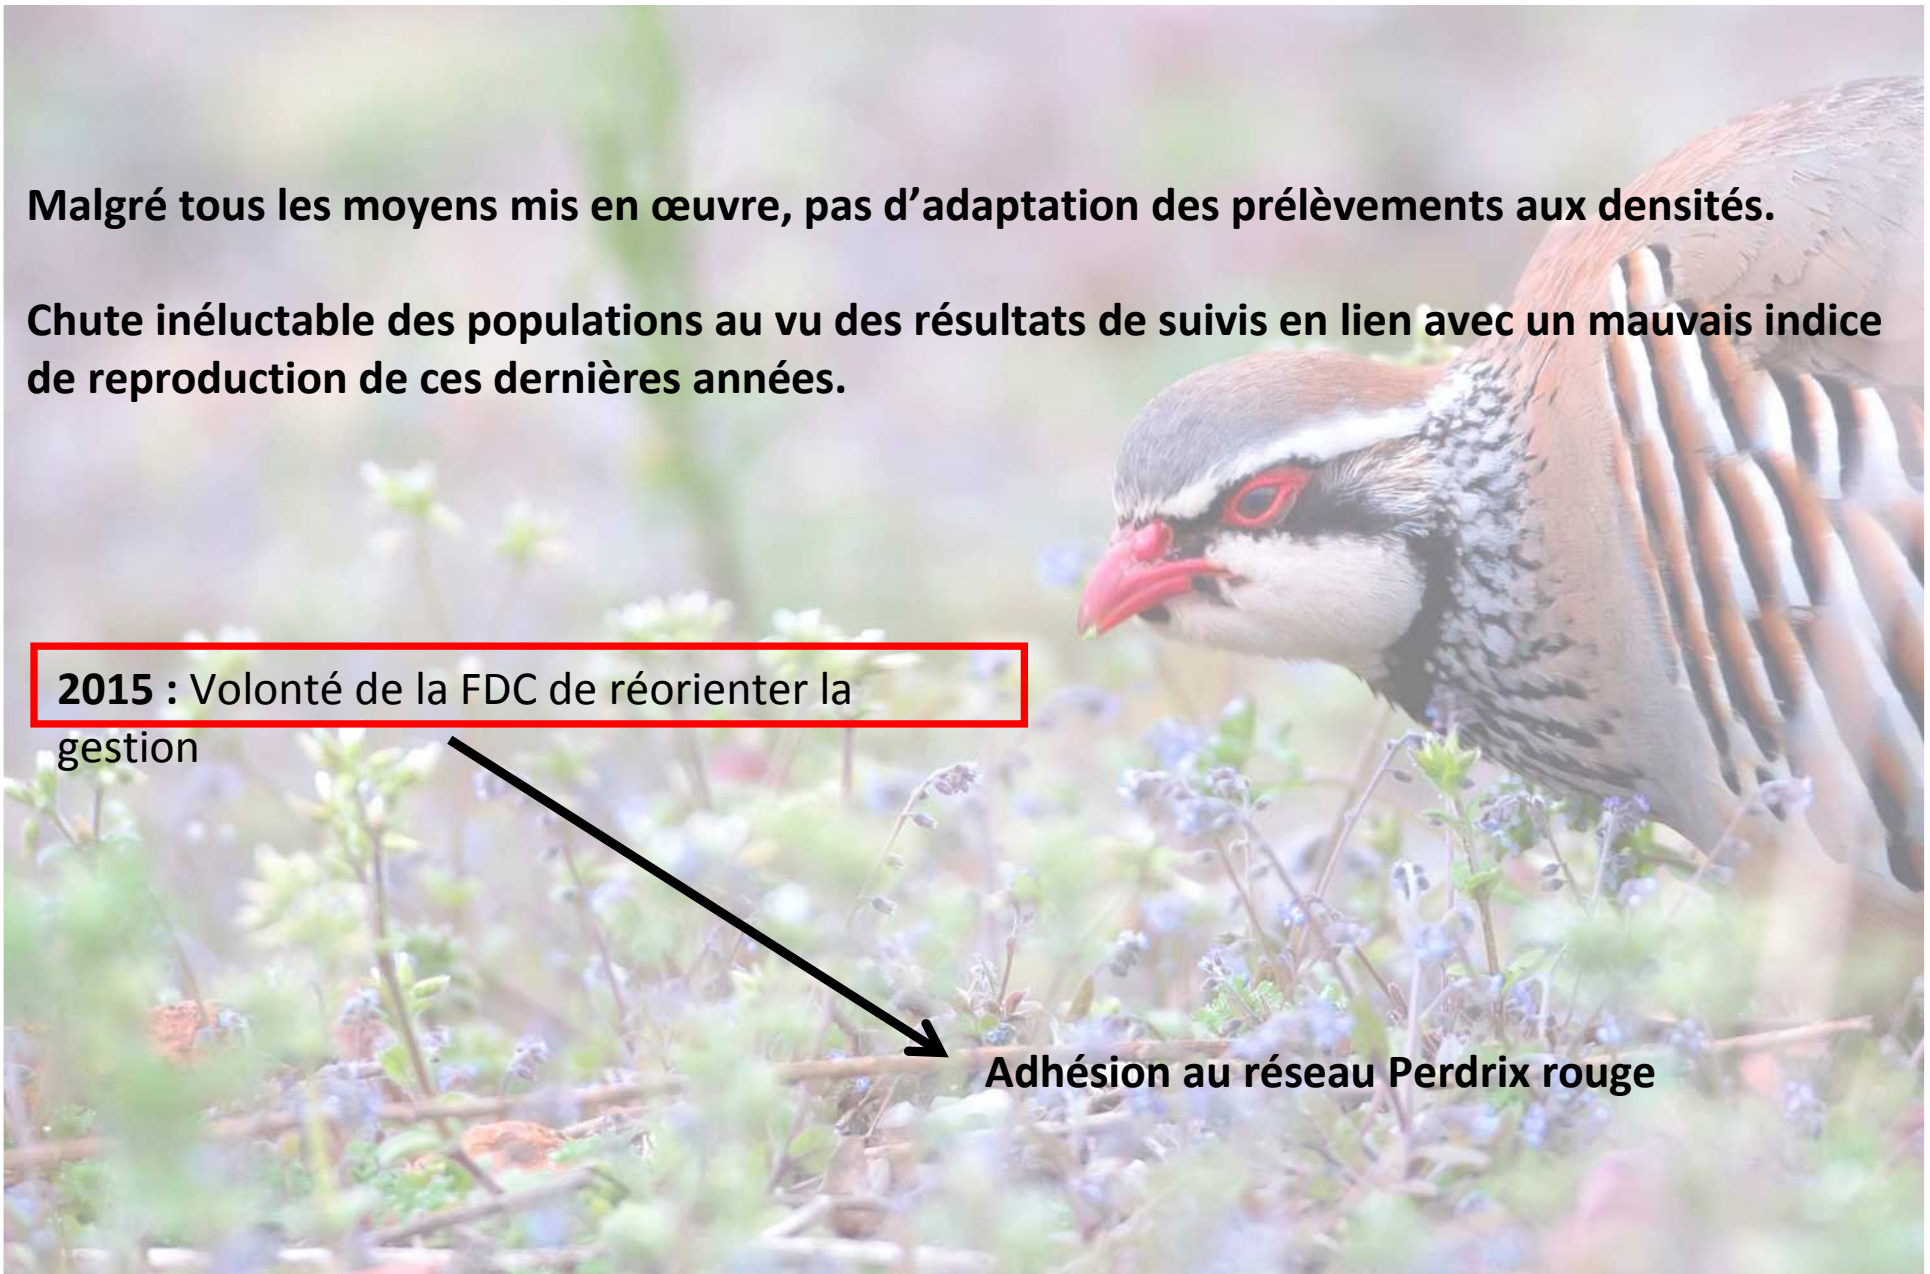 Malgré tous les moyens mis en œuvre, pas d’adaptation des prélèvements aux densités.
Chute inéluctable des populations au vu des résultats de suivis en lien avec un mauvais indice
de reproduction de ces dernières années.
2015 : Volonté de la FDC de réorienter la
gestion
Adhésion au réseau Perdrix rouge